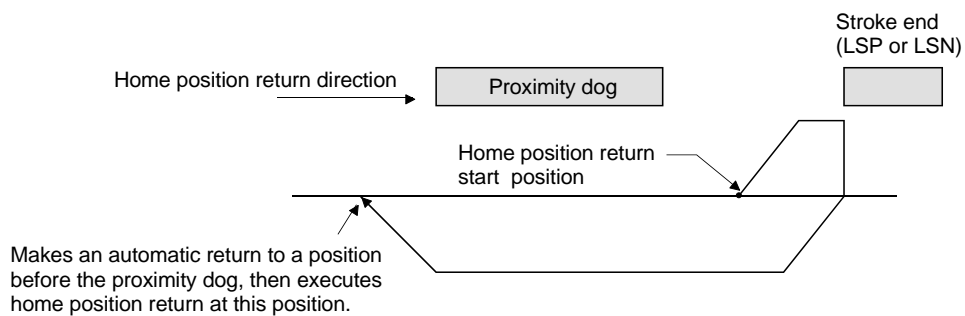 Stroke end
(LSP or LSN)
Home position return direction
Proximity dog
Home position return
start position
Makes an automatic return to a position
before the proximity dog, then executes
home position return at this position.